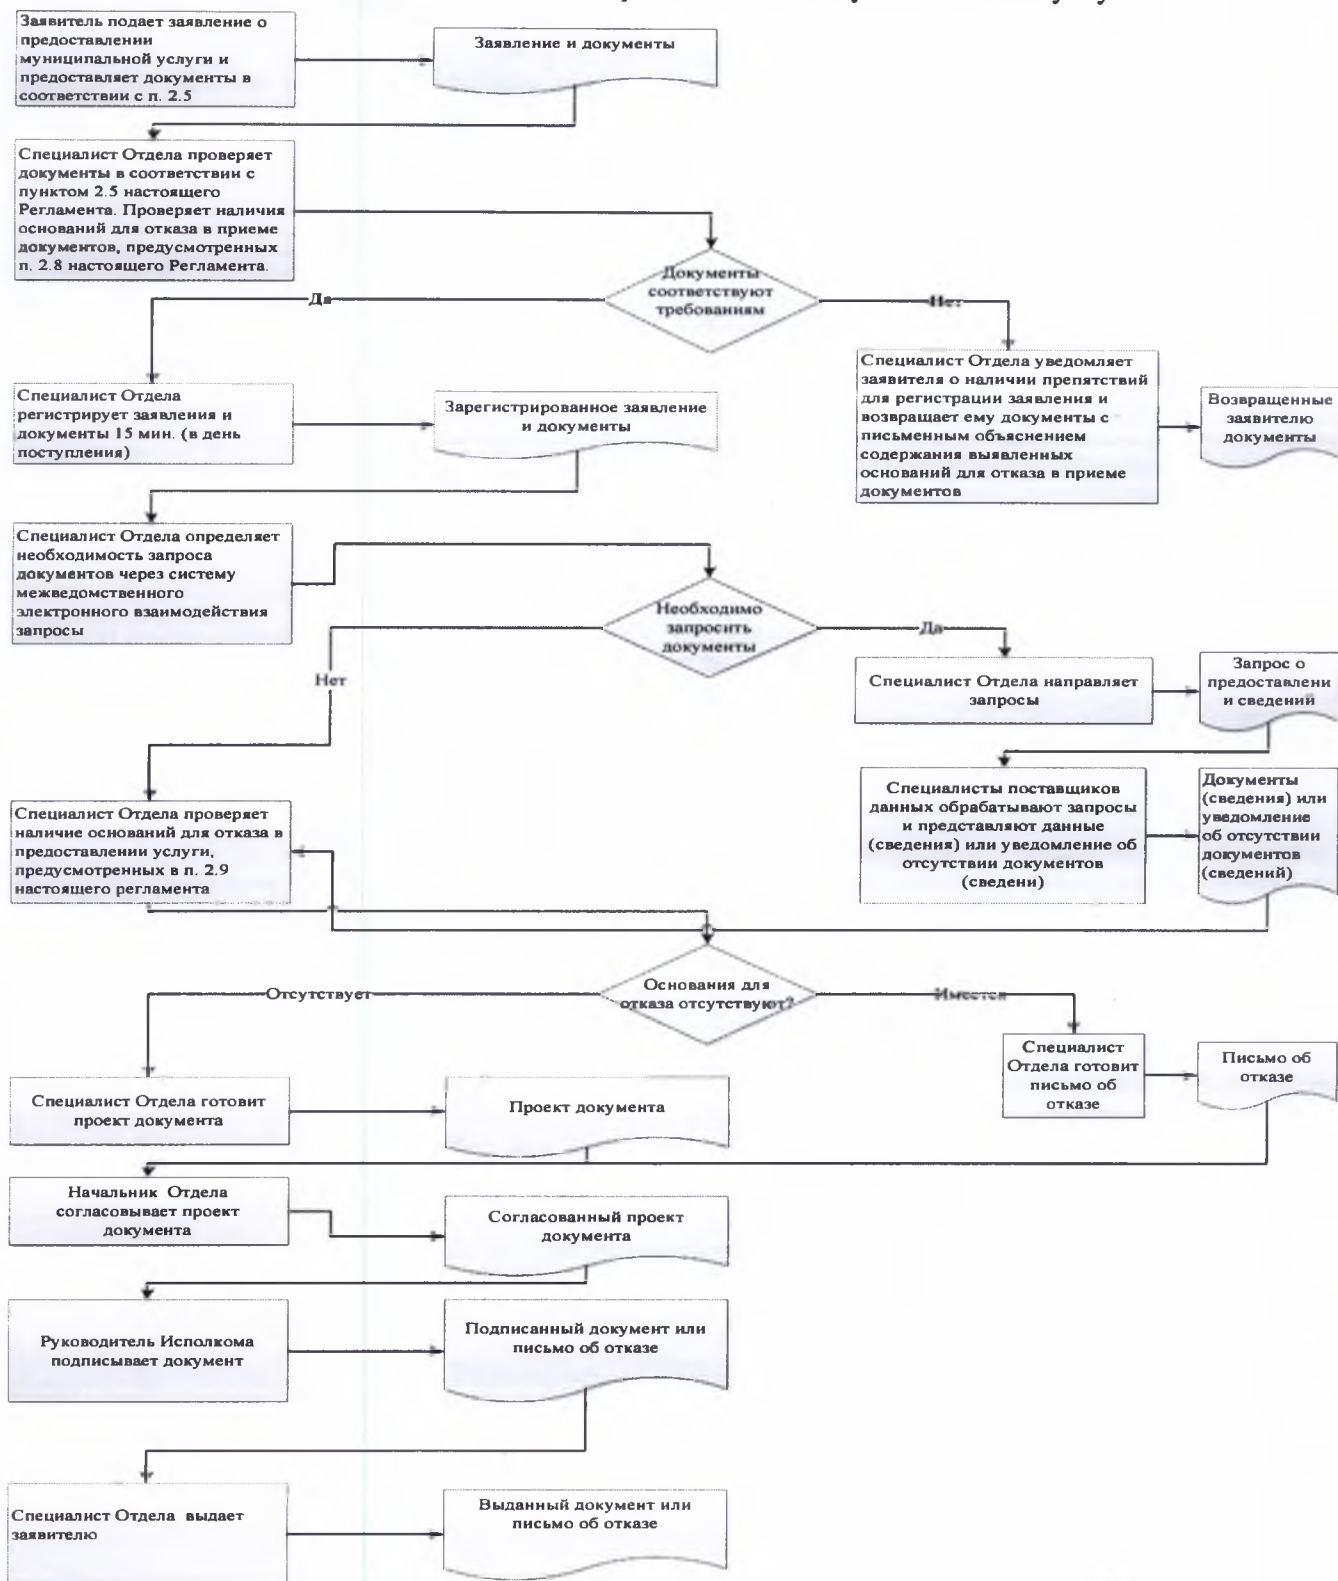 Заявитель подает заявление о
предоставлении
муниципальной услуги и
предоставляет документы в
соответствии с п. 2.5
Заявление и документы
Специалист Отдела проверяет
документы в соответствии с
пунктом 2.5 настоящего
Регламента. Проверяет наличия
оснований для отказа в приеме
документов, предусмотренных
п. 2.8 настоящего Регламента.
Документы
соответствуют
требованиям
Да
Нет
Специалист Отдела
регистрирует заявления и
документы 15 мин. (в день
поступления)
Зарегистрированное заявление
и документы
Специалист Отдела уведомляет
заявителя о наличии препятствий
для регистрации заявления и
возвращает ему документы с
письменным объяснением
содержания выявленных
оснований для отказа в приеме
документов
Возвращенные
заявителю
документы
Специалист Отдела определяет
необходимость запроса
документов через систему
межведомственного
электронного взаимодействия
запросы
Необходимо
запросить
документы
Да
Нет
Специалист Отдела направляет
запросы
Запрос о
предоставлени
и сведений
Специалисты поставщиков
данных обрабатывают запросы
и представляют данные
(сведения) или уведомление об
отсутствии документов
(сведени)
Документы
(сведения) или
уведомление
об отсутствии
документов
(сведений)
Специалист Отдела проверяет
наличие оснований для отказа в
предоставлении услуги,
предусмотренных в п. 2.9
настоящего регламента
Основания для
отказа отсутствуют?
Отсутствует
Имеется
Специалист
Отдела готовит
письмо об
отказе
Письмо об
отказе
Специалист Отдела готовит
проект документа
Проект документа
Начальник Отдела
согласовывает проект
документа
Согласованный проект
документа
Руководитель Исполкома
подписывает документ
Подписанный документ или
письмо об отказе
Специалист Отдела выдает
заявителю
Выданный документ или
письмо об отказе